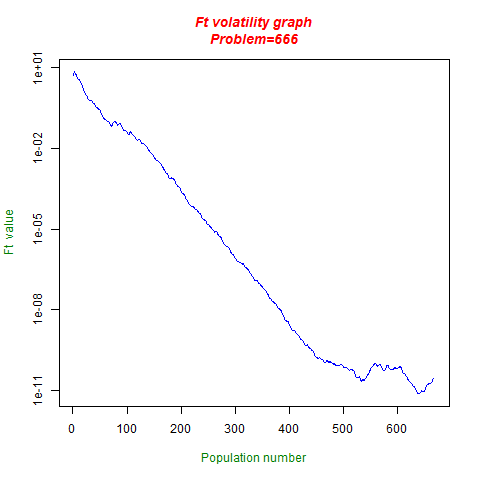 Ft volatility graph
Problem=666
Ft value
1e+01
1e-02
1e-05
1e-08
1e-11
0 100 200 300 400 500 600
Population number